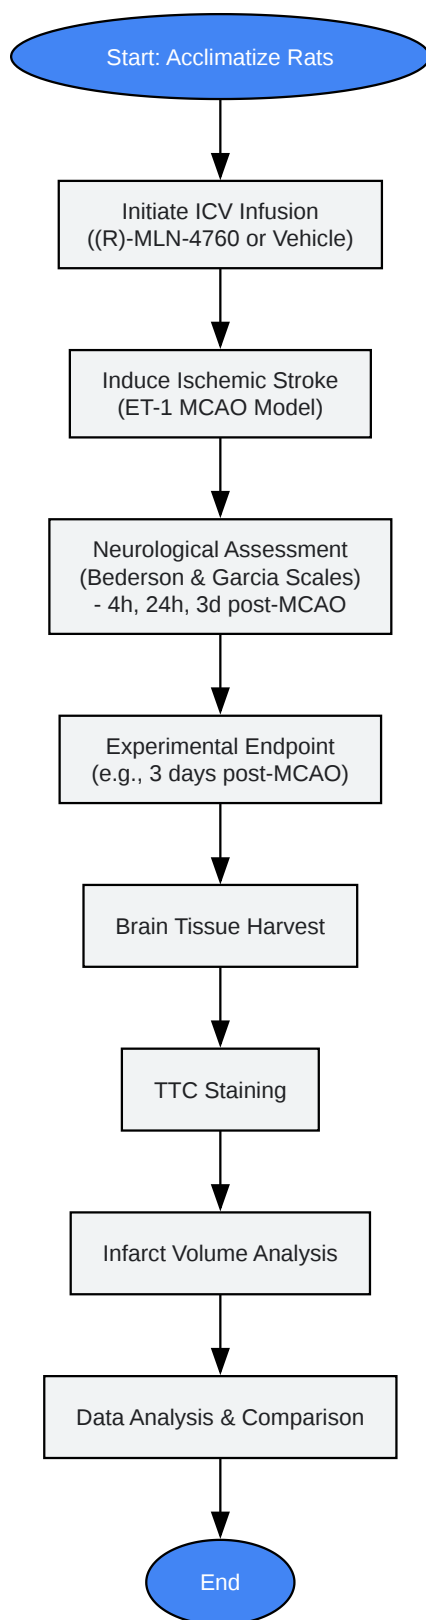 Start: Acclimatize Rats
Initiate ICV Infusion
((R)-MLN-4760 or Vehicle)
Induce Ischemic Stroke
(ET-1 MCAO Model)
Neurological Assessment
(Bederson & Garcia Scales)
- 4h, 24h, 3d post-MCAO
Experimental Endpoint
(e.g., 3 days post-MCAO)
Brain Tissue Harvest
TTC Staining
Infarct Volume Analysis
Data Analysis & Comparison
End